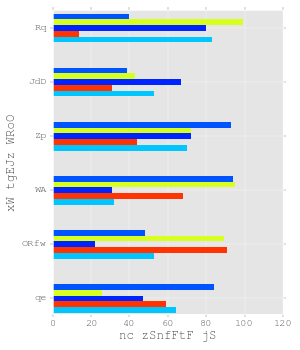 Rq
JdD
Zp
WA
ORfw
qe
xW tgEJz WRoO
0 20 40 60 80 100 120
nc zSnfFtF jS